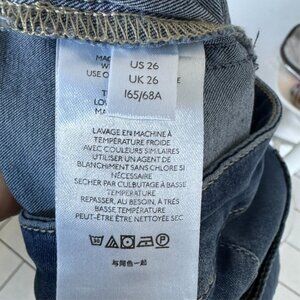 US 26
UK 26
165/68A
LAVAGE EN MACHINE À
TEMPÉRATURE FROIDE
AVEC COULEURS SIMILAIRES
UTILISER UN AGENT DE
BLANCHIMENT SANS CHLORE SI
NÉCESSAIRE
SÉCHER PAR CULBUTAGE À BASSE
TEMPÉRATURE
REPASSER, AU BESOIN, À TRÈS
BASSE TEMPÉRATURE
PEUT-ÊTRE ÊTRE NETTOYÉE SEC
与同色一起